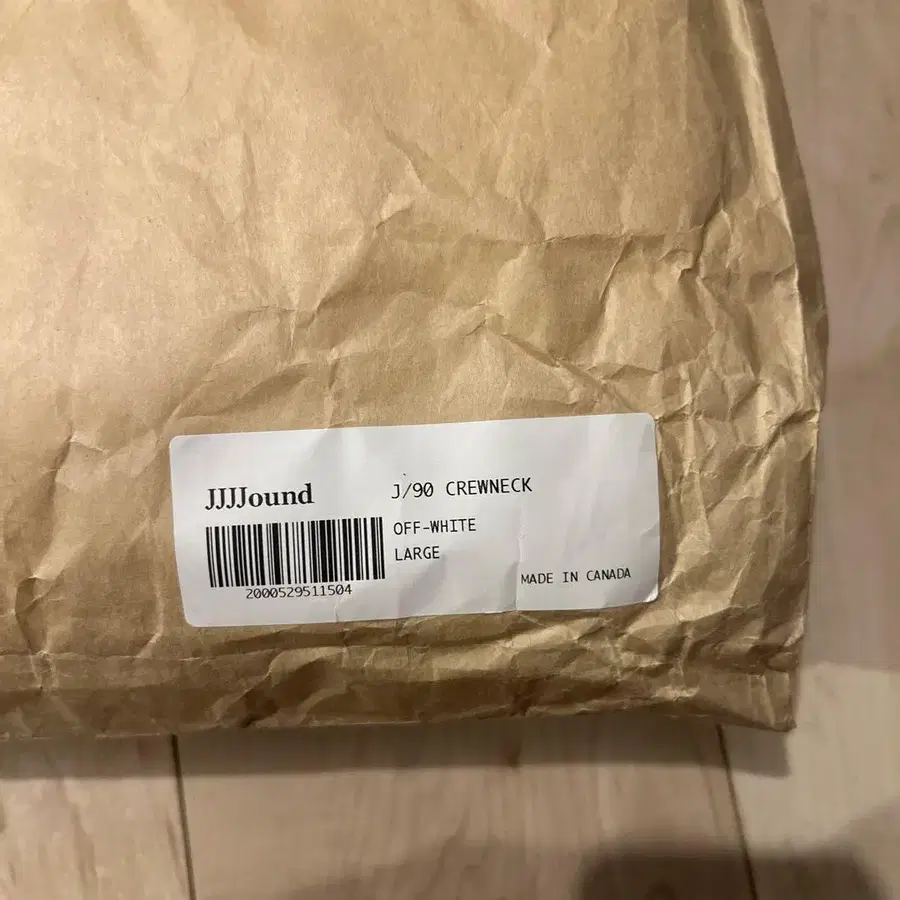 JJJJound
2000529511504
J/90 CREWNECK
OFF-WHITE
LARGE
MADE IN CANADA